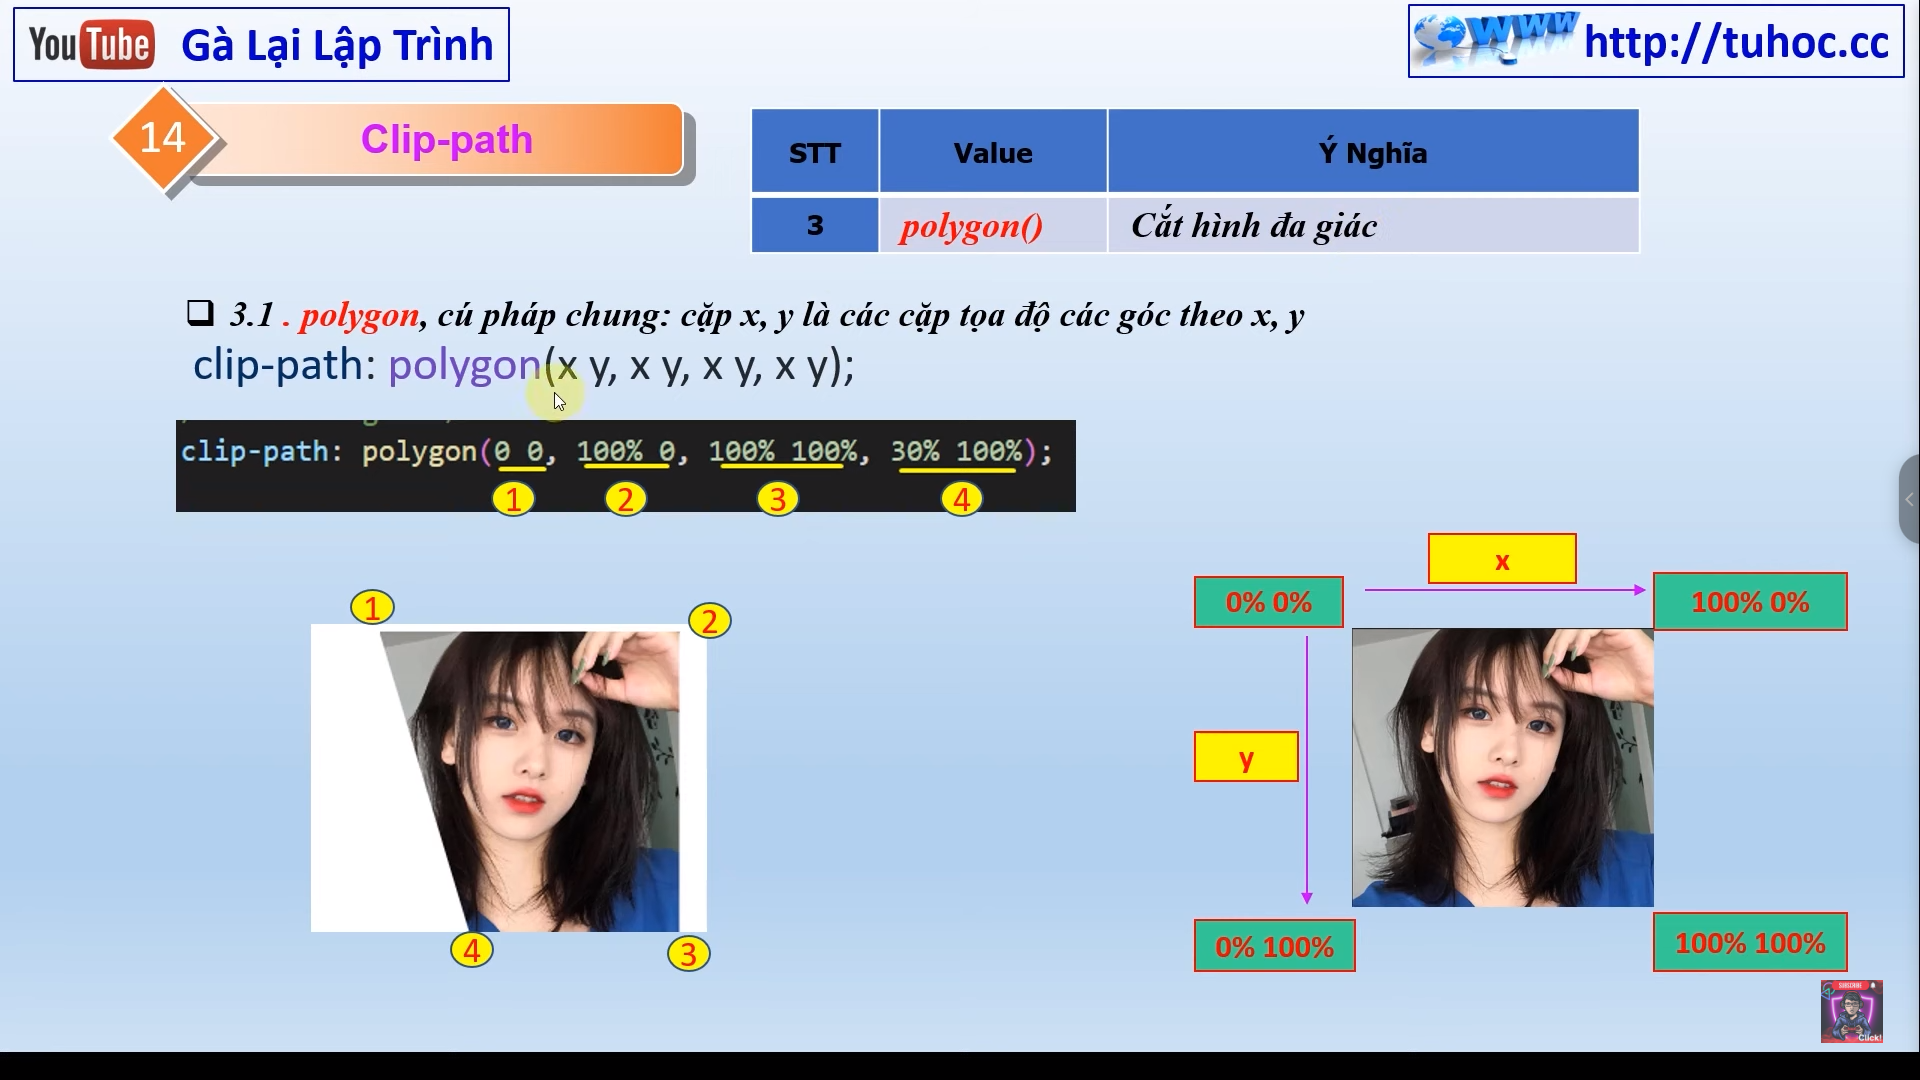 YouTube Gà Lại Lập Trình
www http://tuhoc.cc
14 Clip-path
STT Value Ý Nghĩa
3 polygon() Cắt hình đa giác
3.1 . polygon, cú pháp chung: cặp x, y là các cặp tọa độ các góc theo x, y
clip-path: polygon(x y, x y, x y, x y);
clip-path: polygon(0 0, 100% 0, 100% 100%, 30% 100%);
1 2 3 4
1
2
4
3
x
0% 0%
100% 0%
y
0% 100%
100% 100%
SUBSCRIBE
Click!